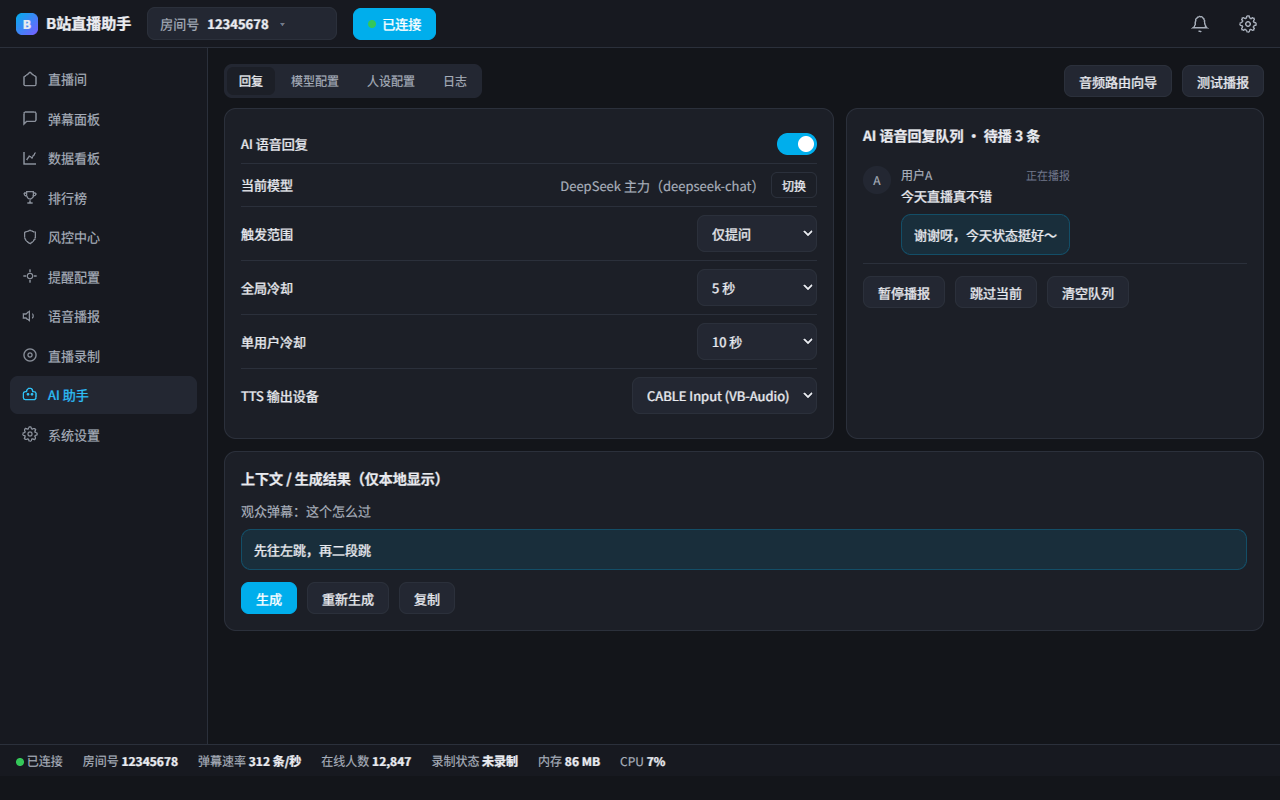 B B站直播助手 房间号 12345678 已连接
直播间
弹幕面板
数据看板
排行榜
风控中心
提醒配置
语音播报
直播录制
AI 助手
系统设置
回复 模型配置 人设配置 日志
音频路由向导 测试播报
AI 语音回复
当前模型 DeepSeek 主力（deepseek-chat） 切换
触发范围 仅提问
全局冷却 5 秒
单用户冷却 10 秒
TTS 输出设备 CABLE Input (VB-Audio)
AI 语音回复队列 • 待播 3 条
A 用户A 正在播报
今天直播真不错
谢谢呀，今天状态挺好～
暂停播报 跳过当前 清空队列
上下文 / 生成结果（仅本地显示）
观众弹幕：这个怎么过
先往左跳，再二段跳
生成 重新生成 复制
已连接 房间号 12345678 弹幕速率 312 条/秒 在线人数 12,847 录制状态 未录制 内存 86 MB CPU 7%